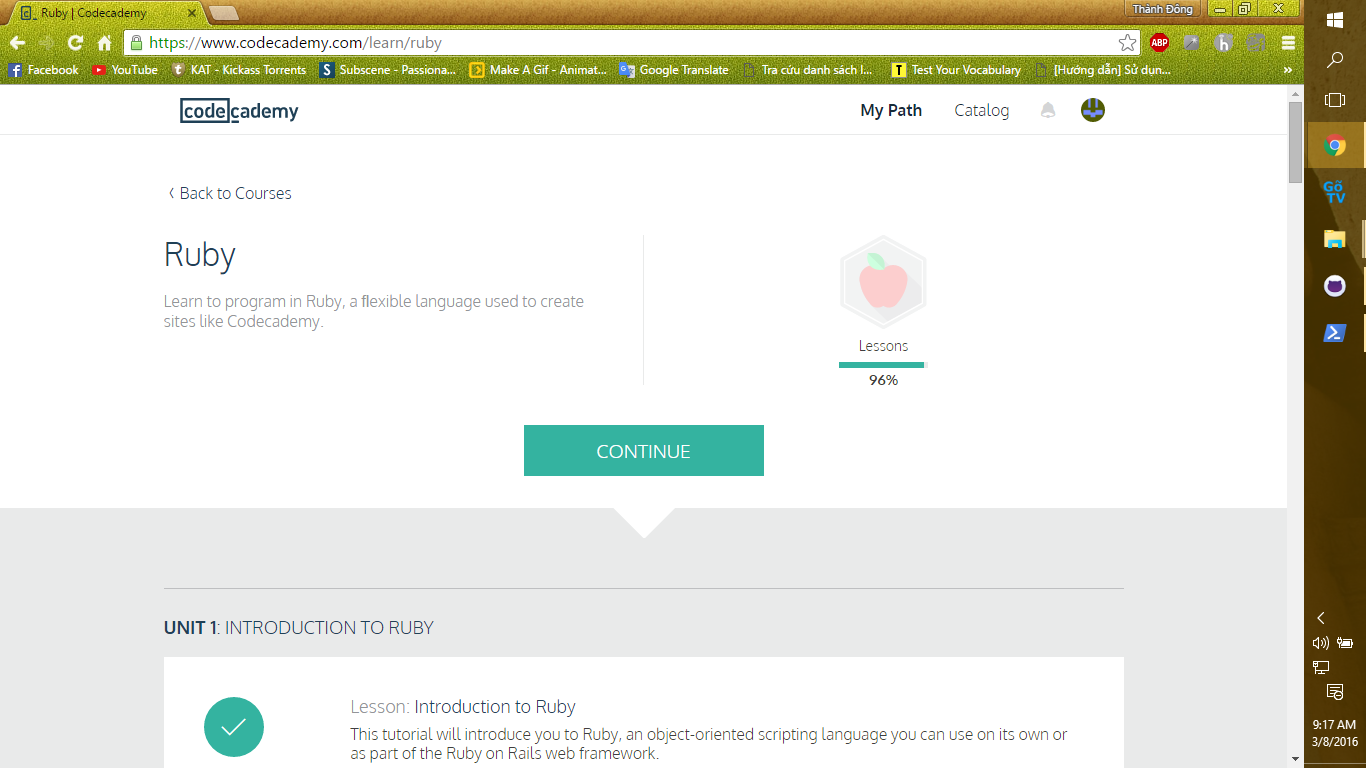 Ruby | Codecademy
Thành Đông
https://www.codecademy.com/learn/ruby
ABP
Facebook
YouTube
KAT - Kickass Torrents
Subscene - Passiona...
Make A Gif - Animat...
Google Translate
Tra cứu danh sách l...
Test Your Vocabulary
[Hướng dẫn] Sử dụn...
»
codecademy
My Path
Catalog
‹ Back to Courses
Ruby
Learn to program in Ruby, a flexible language used to create
sites like Codecademy.
Lessons
96%
CONTINUE
UNIT 1: INTRODUCTION TO RUBY
Lesson: Introduction to Ruby
This tutorial will introduce you to Ruby, an object-oriented scripting language you can use on its own or
as part of the Ruby on Rails web framework.
Gõ
TV
9:17 AM
3/8/2016